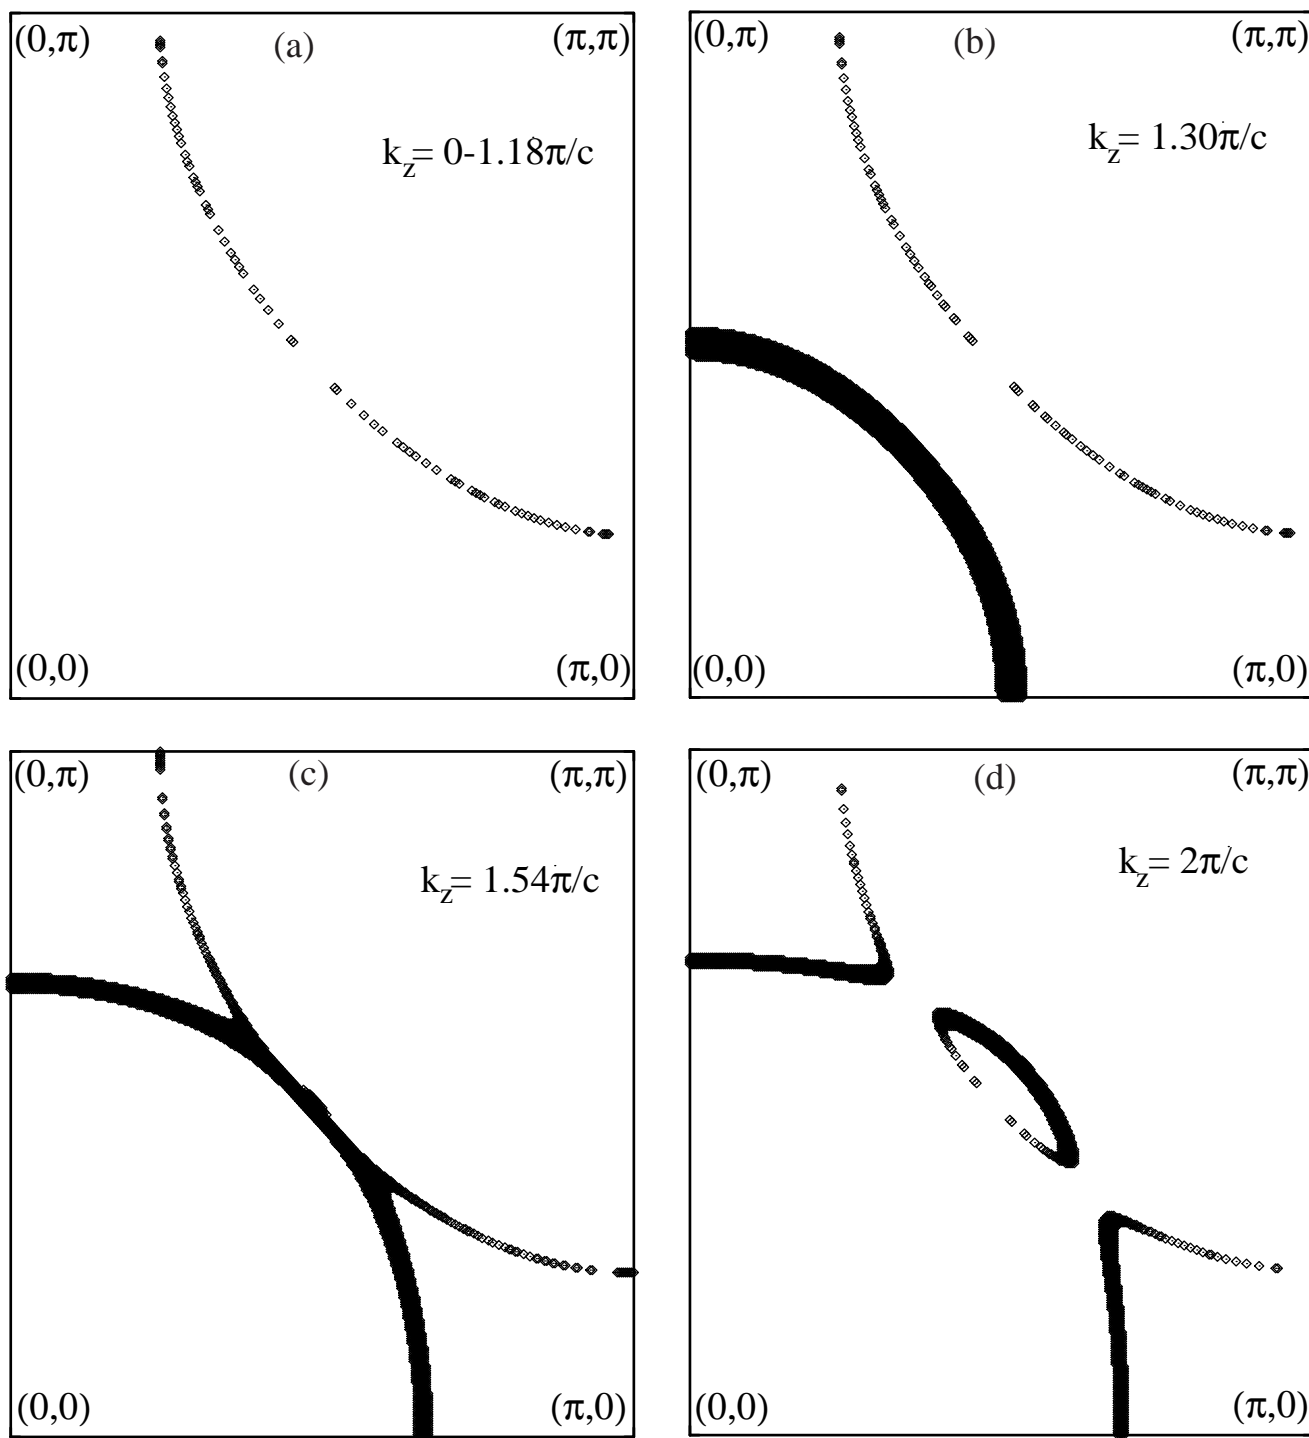 (0,π) (a) (π,π)
k_z= 0-1.18π/c
(0,0) (π,0)
(0,π) (b) (π,π)
k_z= 1.30π/c
(0,0) (π,0)
(0,π) (c) (π,π)
k_z= 1.54π/c
(0,0) (π,0)
(0,π) (d) (π,π)
k_z= 2π/c
(0,0) (π,0)